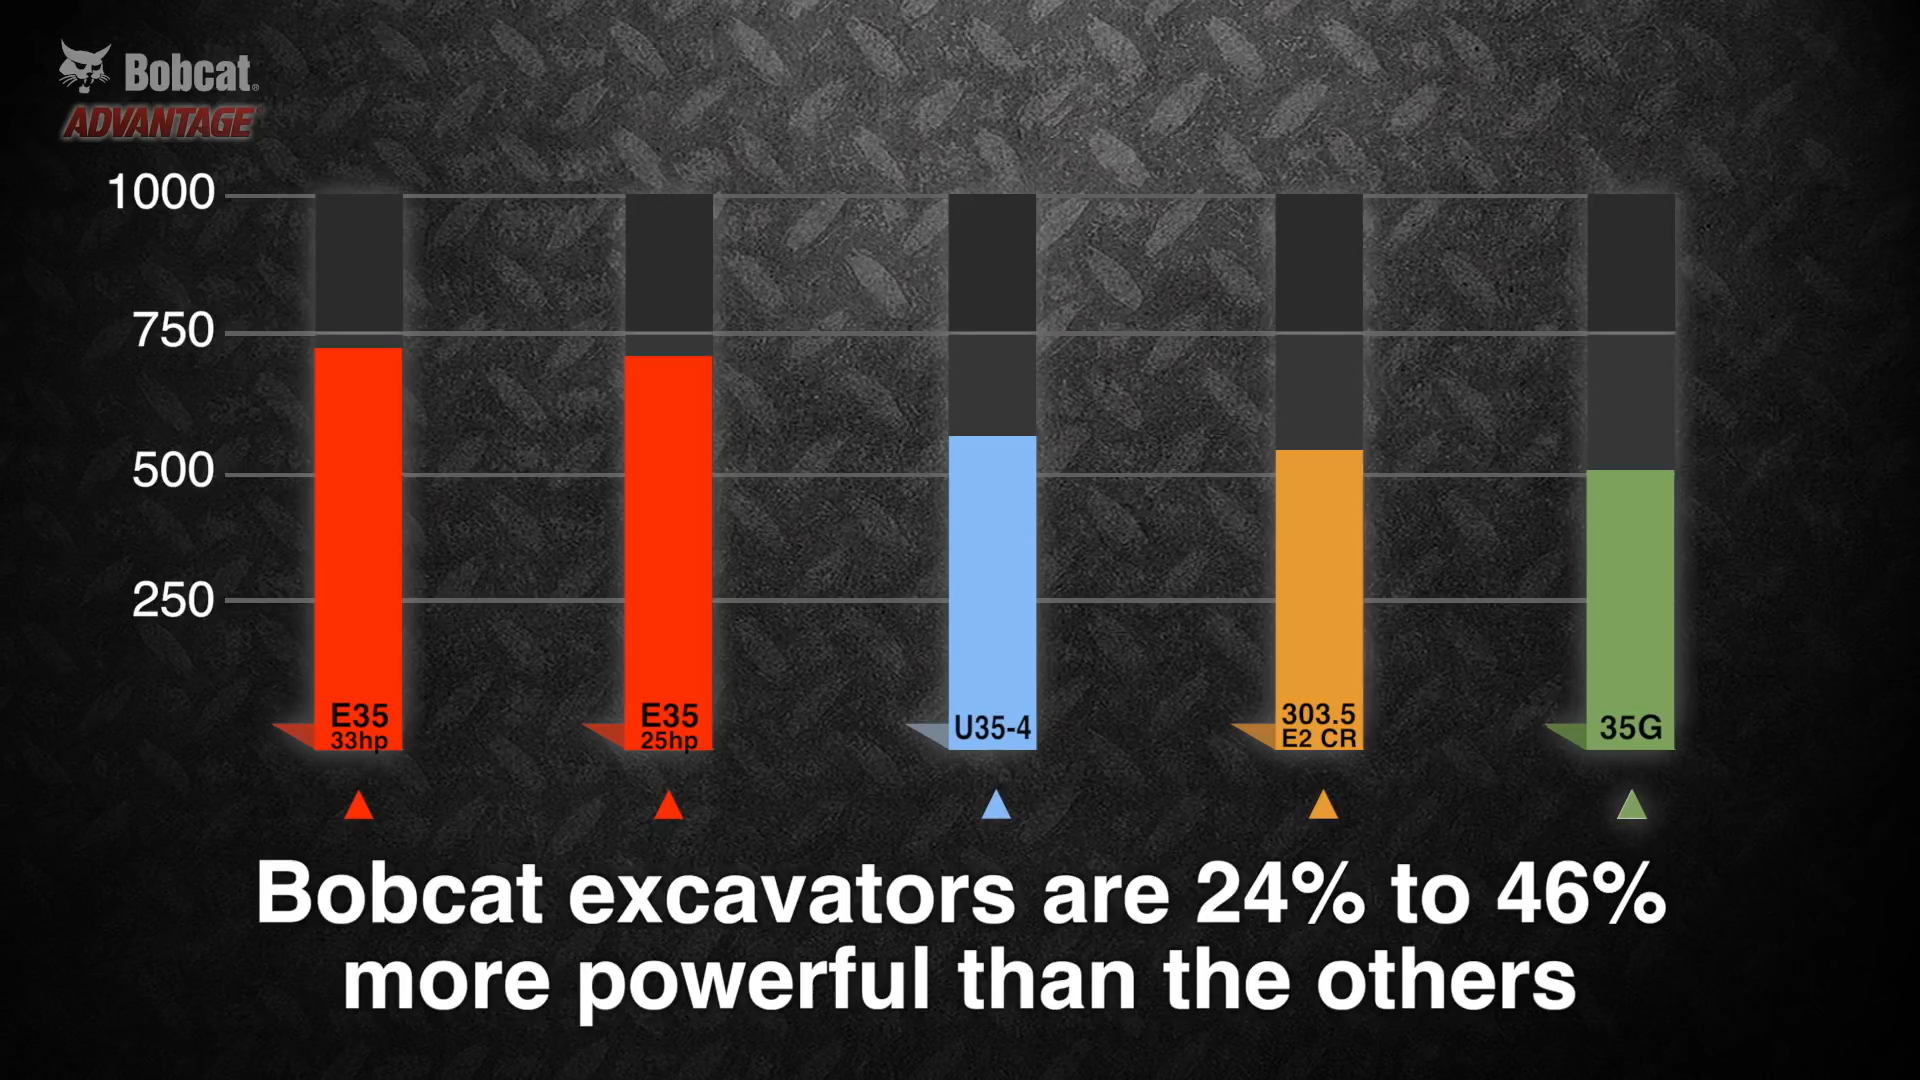 Bobcat®
ADVANTAGE
1000
750
500
250
E35
33hp
E35
25hp
U35-4
303.5
E2 CR
35G
Bobcat excavators are 24% to 46%
more powerful than the others